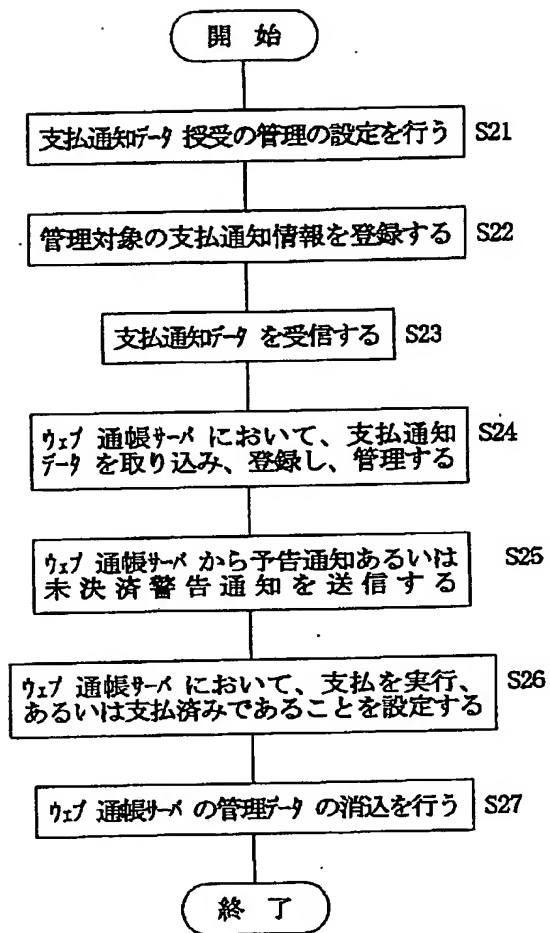 開 始
支払通知ﾃﾞｰﾀ 授受の管理の設定を行う S21
管理対象の支払通知情報を登録する S22
支払通知ﾃﾞｰﾀ を受信する S23
ｳｪﾌﾞ 通帳ｻｰﾊﾞ において、支払通知 S24
ﾃﾞｰﾀ を取り込み、登録し、管理する
ｳｪﾌﾞ 通帳ｻｰﾊﾞ から予告通知あるいは S25
未決済警告通知を送信する
ｳｪﾌﾞ 通帳ｻｰﾊﾞ において、支払を実行、 S26
あるいは支払済みであることを設定する
ｳｪﾌﾞ 通帳ｻｰﾊﾞ の管理ﾃﾞｰﾀ の消込を行う S27
終 了